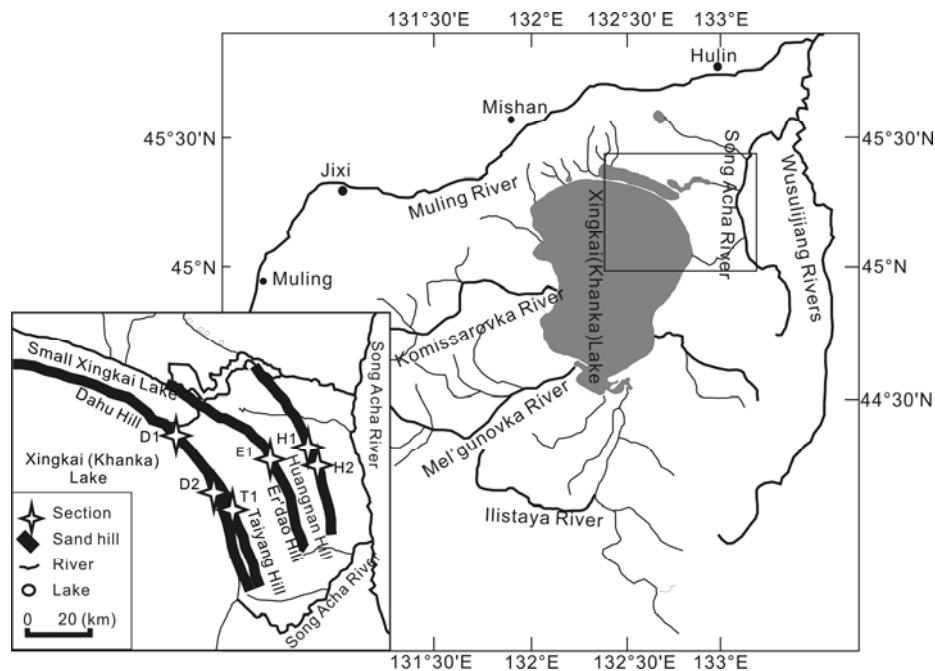 131°30'E 132°E 132°30'E 133°E
Hulin
Mishan
45°30'N
45°30'N
Jixi
Muling River
Song Acha River
Wusulijiang Rivers
Xingkai(Khanka)Lake
45°N
45°N
Muling
Komissarovka River
Mel'gunovka River
44°30'N
Ilistaya River
131°30'E 132°E 132°30'E 133°E
Small Xingkai Lake
Dahu Hill
Song Acha River
D1
E1
H1
H2
Xingkai (Khanka)
Lake
D2
T1
Huangnan Hill
Er'dao Hill
Taiyang Hill
Song Acha River
Section
Sand hill
River
Lake
0 20 (km)